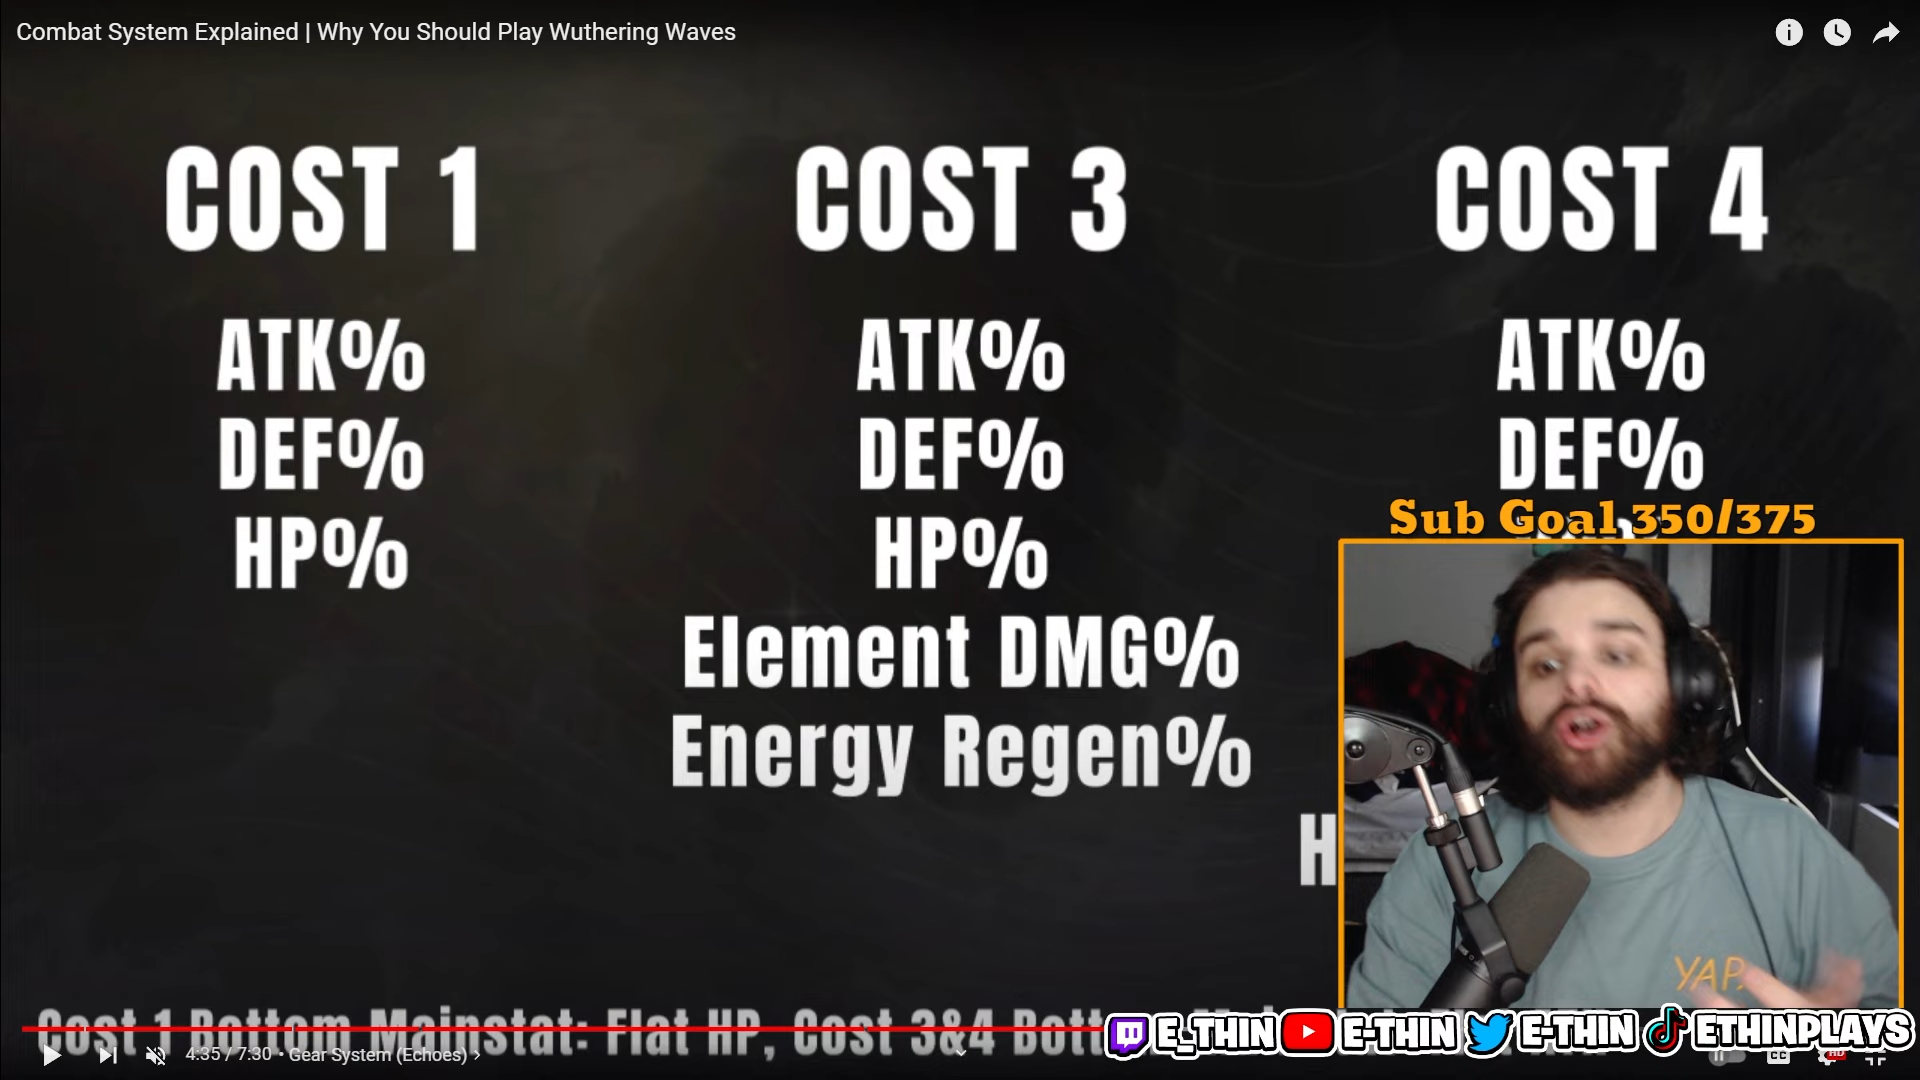 Combat System Explained | Why You Should Play Wuthering Waves
COST 1
ATK%
DEF%
HP%
COST 3
ATK%
DEF%
HP%
Element DMG%
Energy Regen%
COST 4
ATK%
DEF%
H
Sub Goal 350/375
YAP.
Cost 1 Bottom Mainstat: Flat HP, Cost 3&4
4:35 / 7:30 • Gear System (Echoes) ›
E_THIN E-THIN E-THIN ETHINPLAYS
CC HD